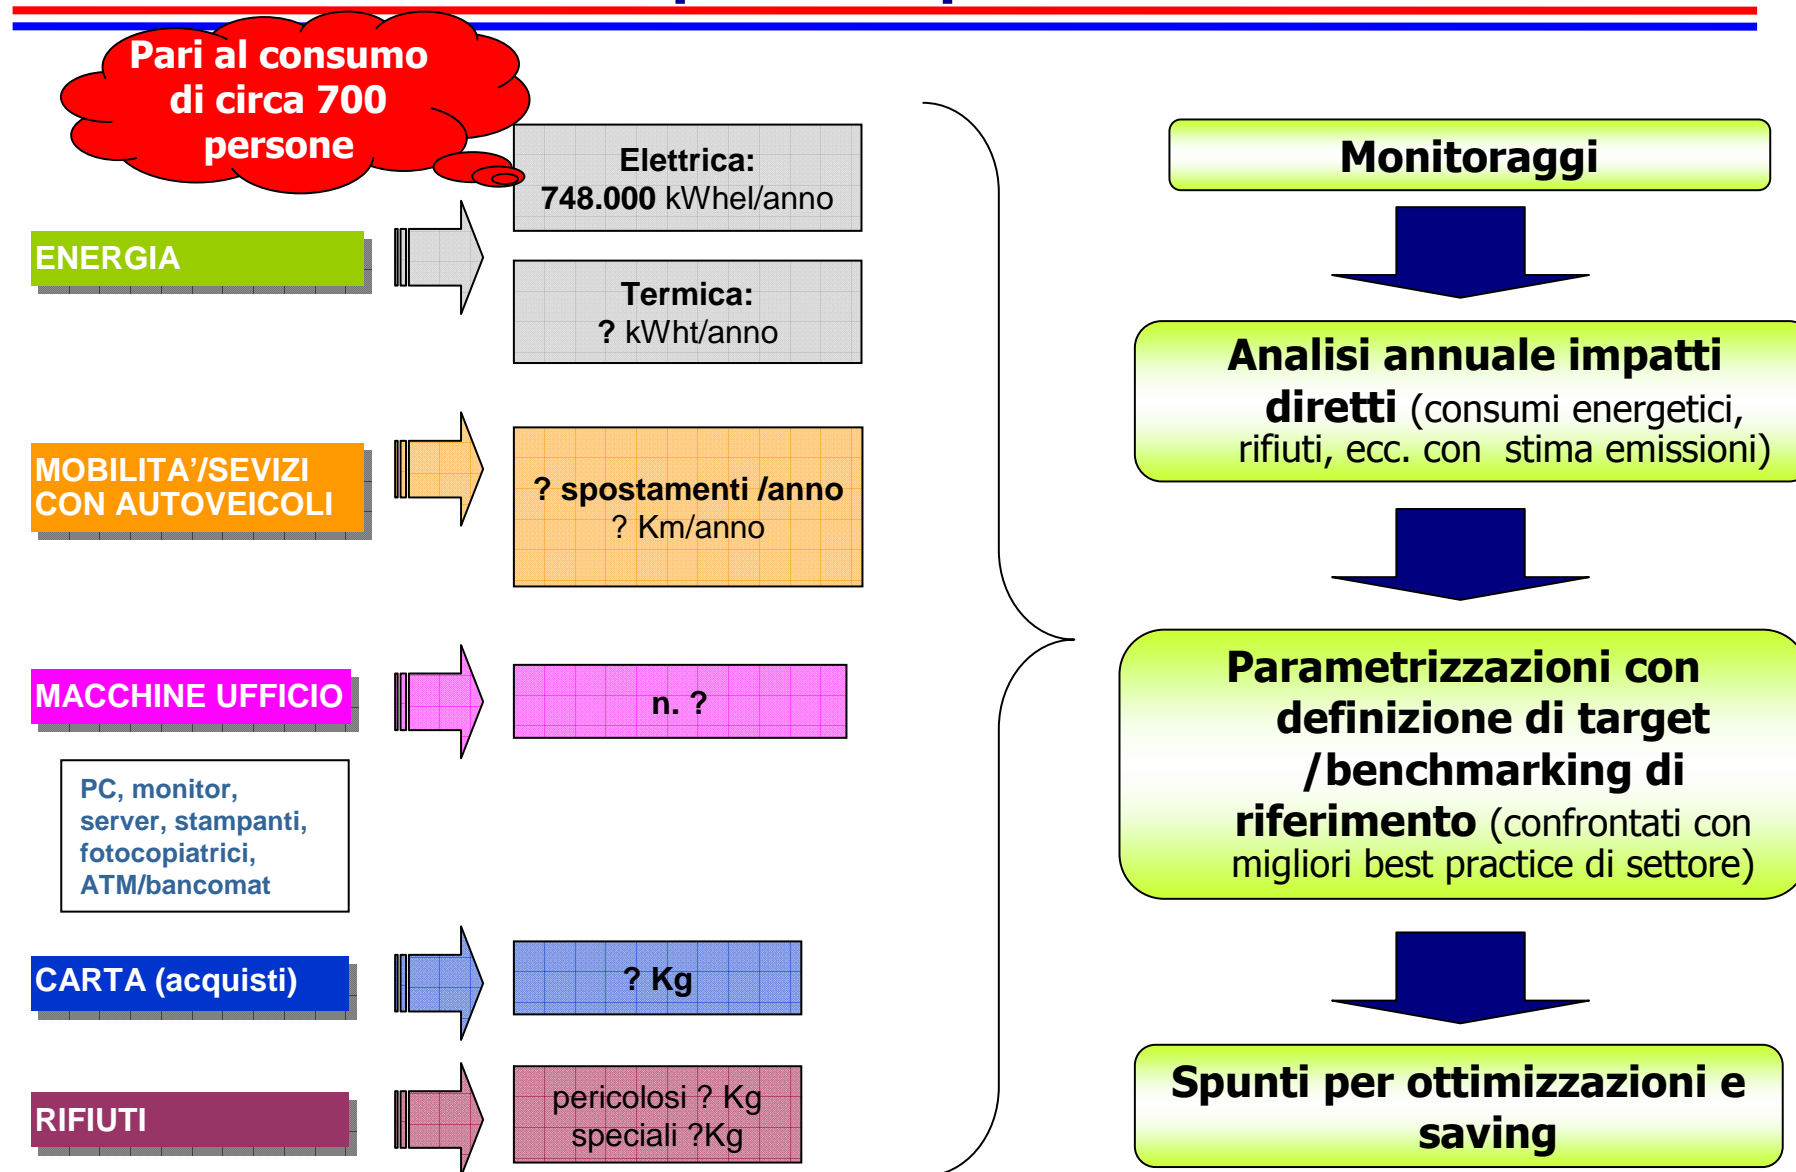 Pari al consumo
di circa 700
persone
Elettrica:
748.000 kWhel/anno
ENERGIA
Termica:
? kWht/anno
MOBILITA’/SEVIZI
CON AUTOVEICOLI
? spostamenti /anno
? Km/anno
MACCHINE UFFICIO
n. ?
PC, monitor,
server, stampanti,
fotocopiatrici,
ATM/bancomat
CARTA (acquisti)
? Kg
RIFIUTI
pericolosi ? Kg
speciali ?Kg
Monitoraggi
Analisi annuale impatti
diretti (consumi energetici,
rifiuti, ecc. con stima emissioni)
Parametrizzazioni con
definizione di target
/benchmarking di
riferimento (confrontati con
migliori best practice di settore)
Spunti per ottimizzazioni e
saving